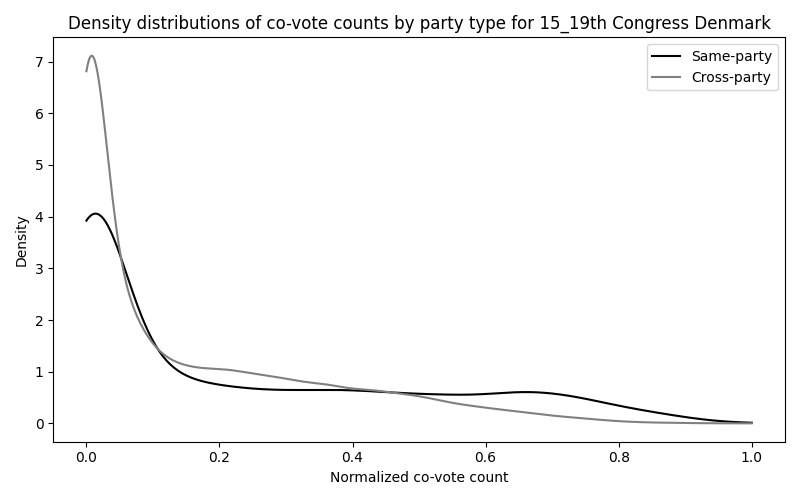 Density distributions of co-vote counts by party type for 15_19th Congress Denmark
Same-party
Cross-party
7
6
5
4
3
2
1
0
Density
0.0 0.2 0.4 0.6 0.8 1.0
Normalized co-vote count